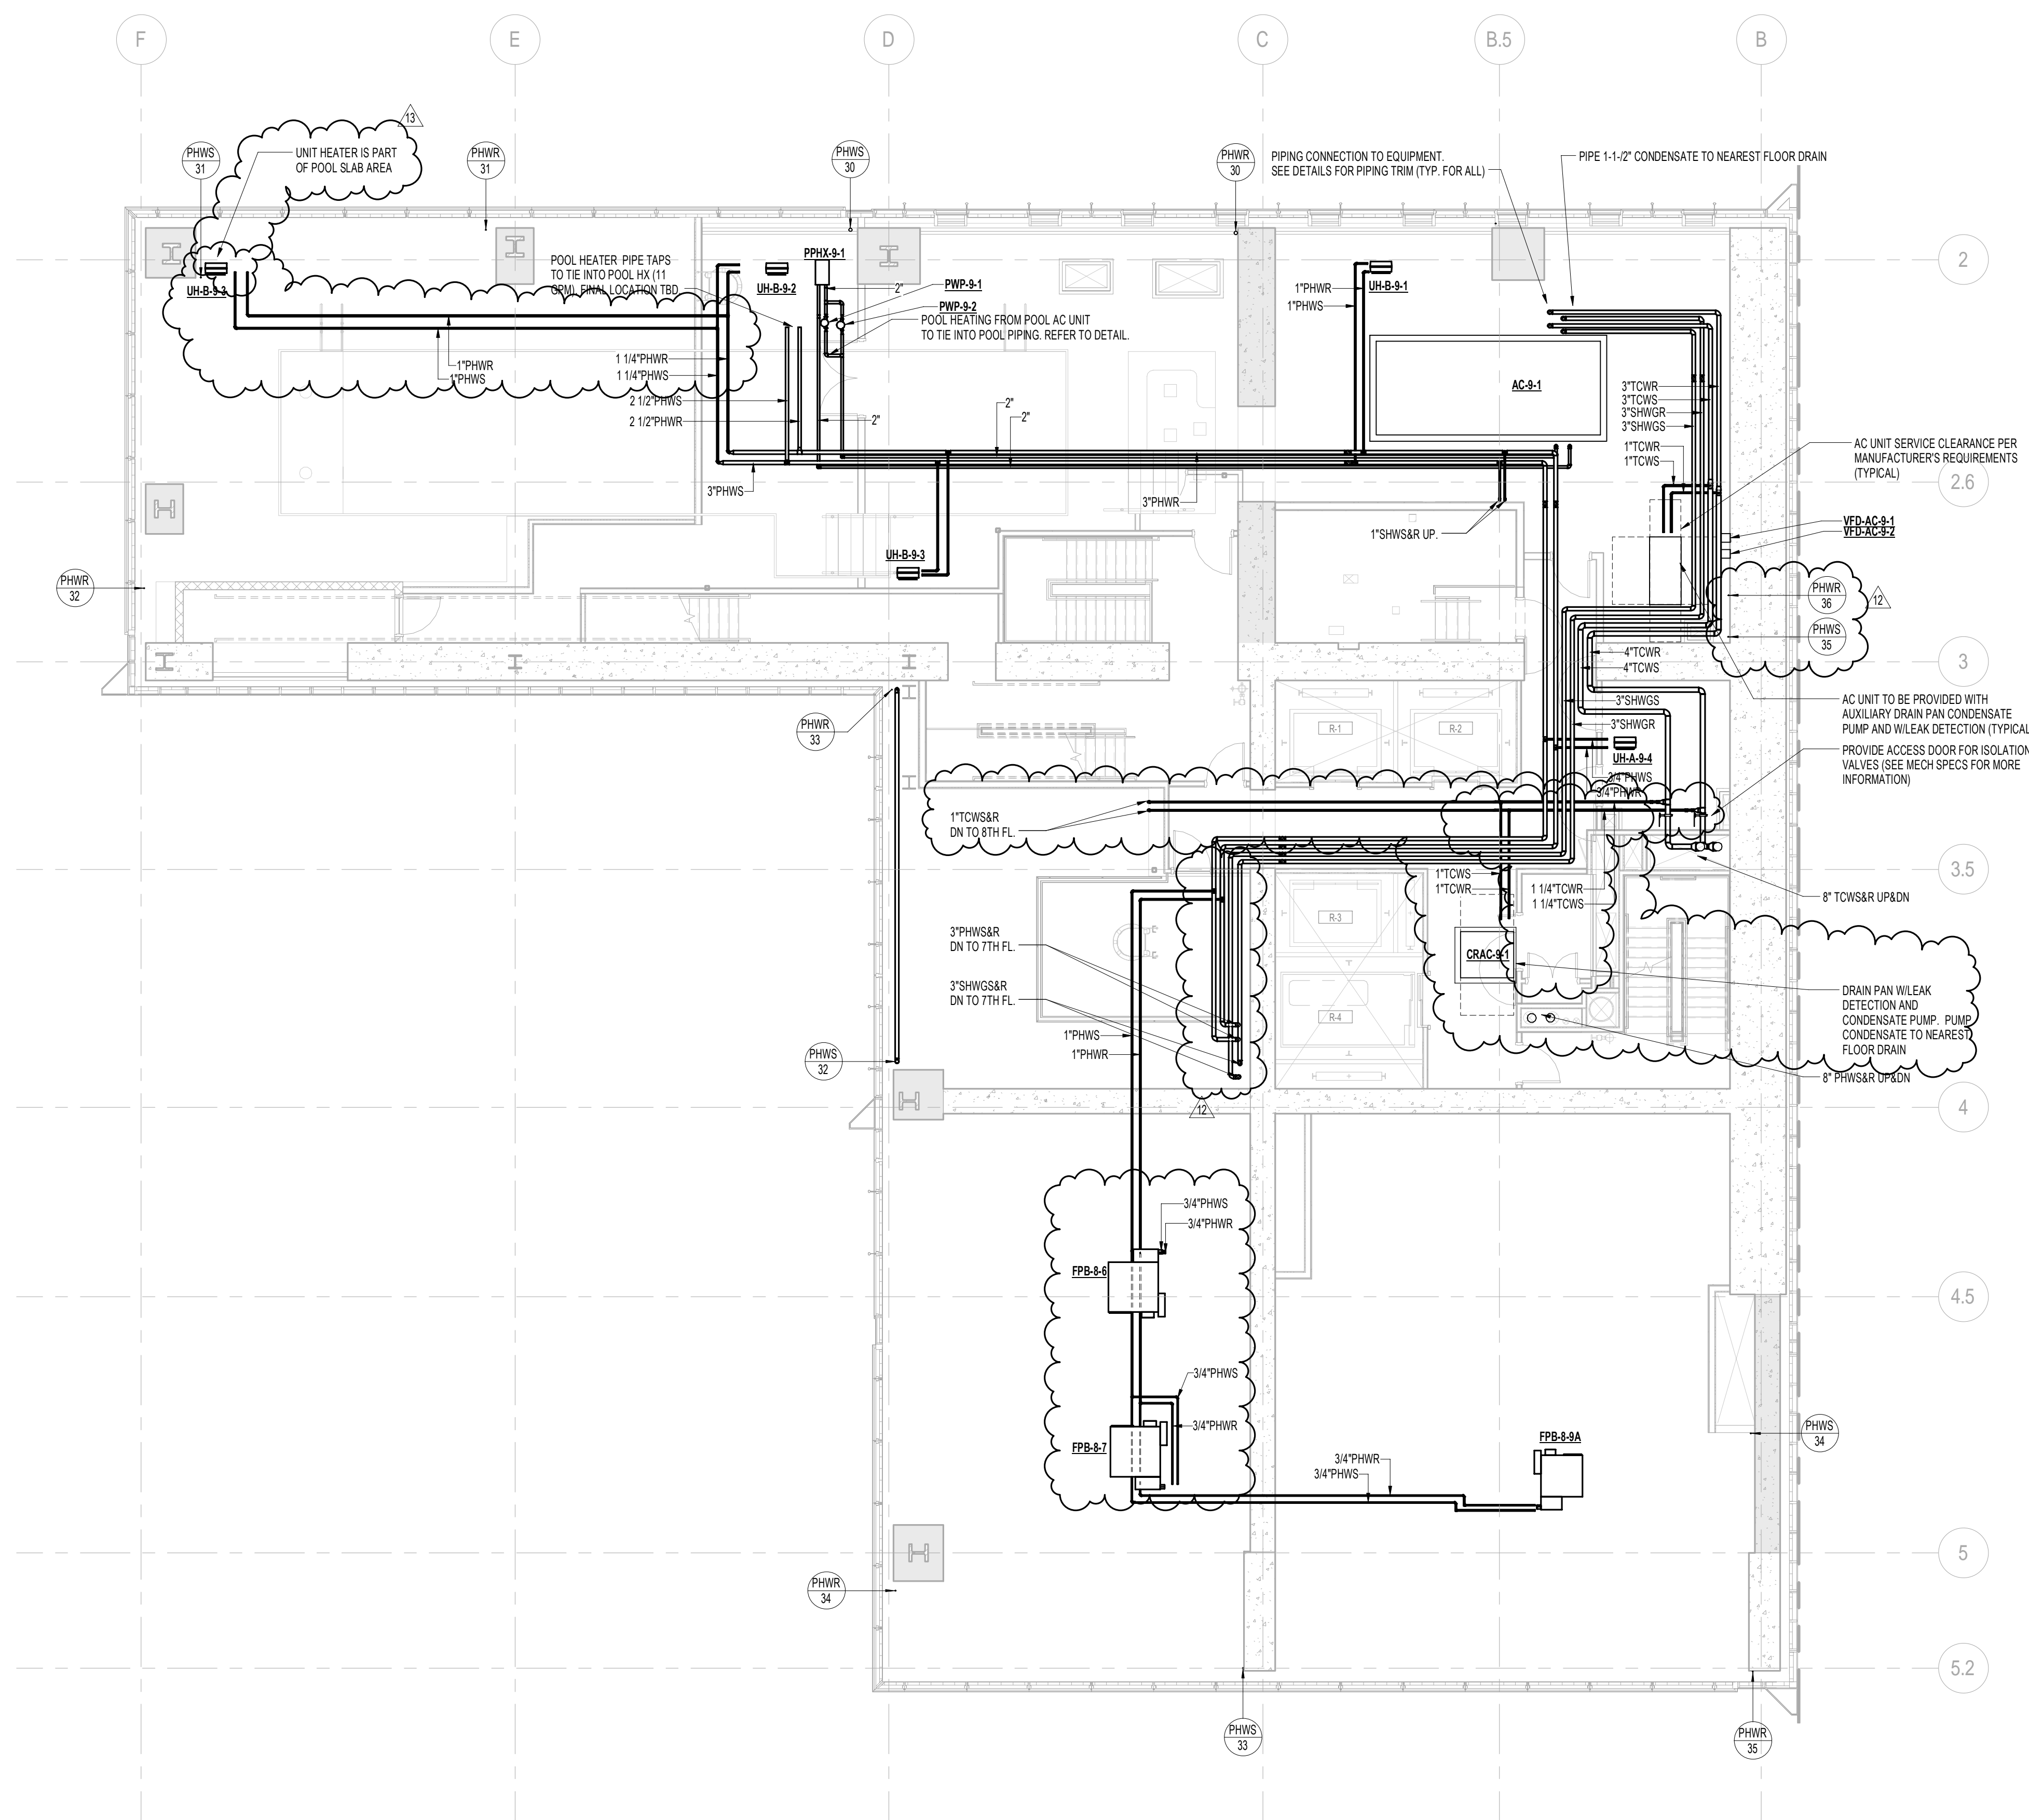 F
E
D
C
B.5
B
13
PHWS
31
UNIT HEATER IS PART
OF POOL SLAB AREA
PHWR
31
PHWS
30
PHWR
30
PIPING CONNECTION TO EQUIPMENT.
SEE DETAILS FOR PIPING TRIM (TYP. FOR ALL)
PIPE 1-1-/2" CONDENSATE TO NEAREST FLOOR DRAIN
2
UH-B-9-3
POOL HEATER PIPE TAPS
TO TIE INTO POOL HX (11
GPM). FINAL LOCATION TBD
UH-B-9-2
PPHX-9-1
2"
PWP-9-1
PWP-9-2
POOL HEATING FROM POOL AC UNIT
TO TIE INTO POOL PIPING. REFER TO DETAIL.
1"PHWR
1"PHWS
UH-B-9-1
1"PHWR
1"PHWS
1 1/4"PHWR
1 1/4"PHWS
2 1/2"PHWS
2 1/2"PHWR
2"
2"
2"
AC-9-1
3"TCWR
3"TCWS
3"SHWGR
3"SHWGS
1"TCWR
1"TCWS
AC UNIT SERVICE CLEARANCE PER
MANUFACTURER'S REQUIREMENTS
(TYPICAL)
2.6
3"PHWS
3"PHWR
1"SHWS&R UP.
VFD-AC-9-1
VFD-AC-9-2
UH-B-9-3
PHWR
32
PHWR
36
12
PHWS
35
4"TCWR
4"TCWS
3
3"SHWGS
3"SHWGR
AC UNIT TO BE PROVIDED WITH
AUXILIARY DRAIN PAN CONDENSATE
PUMP AND W/LEAK DETECTION (TYPICAL
PHWR
33
R-1
R-2
UH-A-9-4
3/4"PHWS
3/4"PHWR
PROVIDE ACCESS DOOR FOR ISOLATION
VALVES (SEE MECH SPECS FOR MORE
INFORMATION)
1"TCWS&R
DN TO 8TH FL.
3.5
1"TCWS
1"TCWR
1 1/4"TCWR
1 1/4"TCWS
8" TCWS&R UP&DN
R-3
3"PHWS&R
DN TO 7TH FL.
CRAC-9-1
3"SHWGS&R
DN TO 7TH FL.
R-4
DRAIN PAN W/LEAK
DETECTION AND
CONDENSATE PUMP. PUMP
CONDENSATE TO NEAREST
FLOOR DRAIN
1"PHWS
1"PHWR
PHWS
32
8" PHWS&R UP&DN
12
4
3/4"PHWS
3/4"PHWR
FPB-8-6
4.5
3/4"PHWS
3/4"PHWR
FPB-8-7
FPB-8-9A
PHWS
34
3/4"PHWR
3/4"PHWS
5
PHWR
34
5.2
PHWS
33
PHWR
35